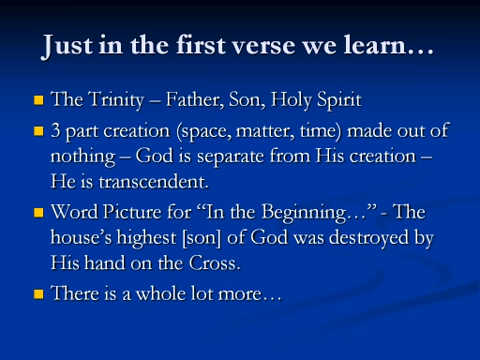 Just in the first verse we learn…
The Trinity – Father, Son, Holy Spirit
3 part creation (space, matter, time) made out of
nothing – God is separate from His creation –
He is transcendent.
Word Picture for “In the Beginning…” - The
house’s highest [son] of God was destroyed by
His hand on the Cross.
There is a whole lot more…